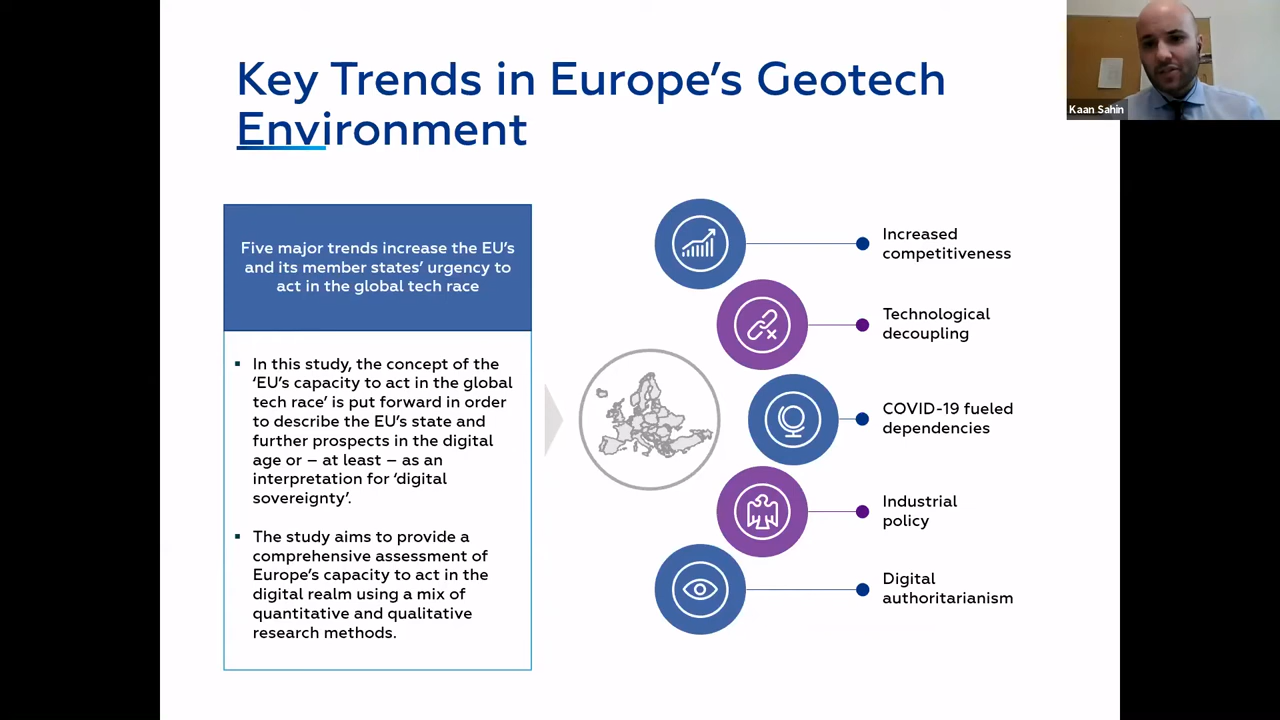 Key Trends in Europe's Geotech
Environment
Kaan Sahin
Five major trends increase the EU's
and its member states' urgency to
act in the global tech race
▪ In this study, the concept of the
‘EU's capacity to act in the global
tech race’ is put forward in order
to describe the EU's state and
further prospects in the digital
age or – at least – as an
interpretation for ‘digital
sovereignty’.
▪ The study aims to provide a
comprehensive assessment of
Europe's capacity to act in the
digital realm using a mix of
quantitative and qualitative
research methods.
Increased
competitiveness
Technological
decoupling
COVID-19 fueled
dependencies
Industrial
policy
Digital
authoritarianism